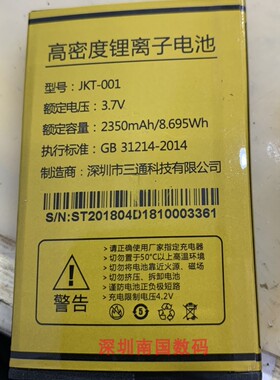 高密度锂离子电池
型号：JKT-001
额定电压：3.7V
额定容量：2350mAh/8.695Wh
执行标准：GB 31214-2014
制造商：深圳市三通科技有限公司
S/N:ST201804D1810003361
·请正确使用厂家指定充电器
·勿放置于50°C以上高温环境
·勿将电池靠近火源、磁场
·勿挤压、拆卸电池
·谨防电池正负极短路
·充电限制电压4.2V
警告
深圳南国数码